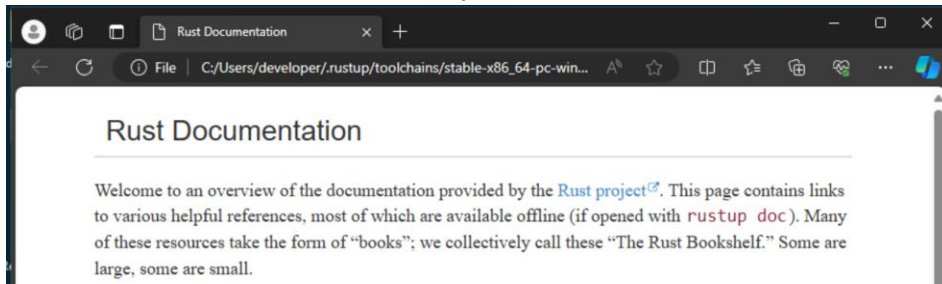 Rust Documentation
File C:/Users/developer/.rustup/toolchains/stable-x86_64-pc-win...
Rust Documentation
Welcome to an overview of the documentation provided by the Rust project. This page contains links
to various helpful references, most of which are available offline (if opened with rustup doc). Many
of these resources take the form of “books”; we collectively call these “The Rust Bookshelf.” Some are
large, some are small.